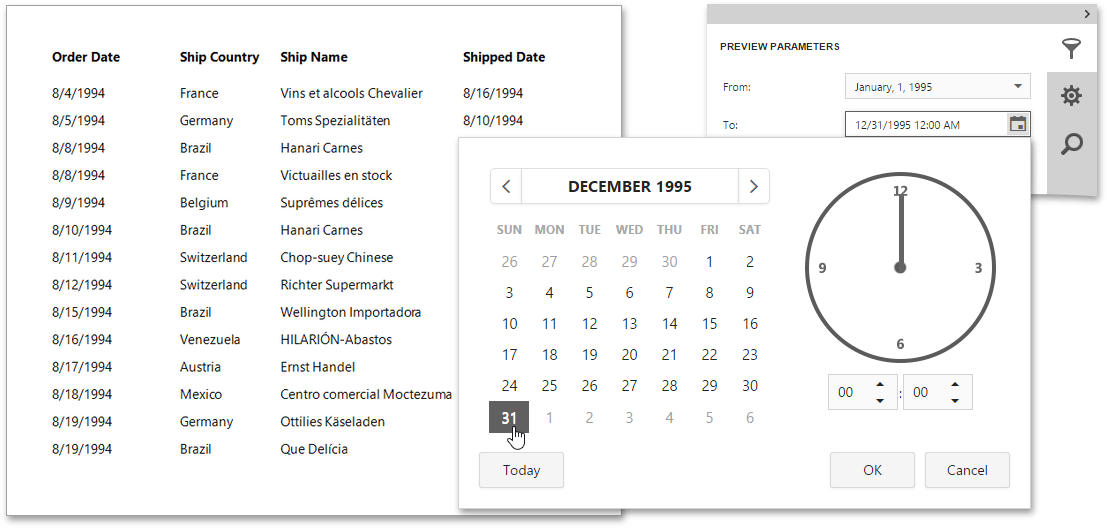 Order Date Ship Country Ship Name Shipped Date
8/4/1994 France Vins et alcools Chevalier 8/16/1994
8/5/1994 Germany Toms Spezialitäten 8/10/1994
8/8/1994 Brazil Hanari Carnes
8/8/1994 France Victuailles en stock
8/9/1994 Belgium Suprêmes délices
8/10/1994 Brazil Hanari Carnes
8/11/1994 Switzerland Chop-suey Chinese
8/12/1994 Switzerland Richter Supermarkt
8/15/1994 Brazil Wellington Importadora
8/16/1994 Venezuela HILARIÓN-Abastos
8/17/1994 Austria Ernst Handel
8/18/1994 Mexico Centro comercial Moctezuma
8/19/1994 Germany Ottilies Käseladen
8/19/1994 Brazil Que Delícia
PREVIEW PARAMETERS
From: January, 1, 1995
To: 12/31/1995 12:00 AM
DECEMBER 1995
SUN MON TUE WED THU FRI SAT
26 27 28 29 30 1 2
3 4 5 6 7 8 9
10 11 12 13 14 15 16
17 18 19 20 21 22 23
24 25 26 27 28 29 30
31 1 2 3 4 5 6
12
9 3
6
00 : 00
Today OK Cancel